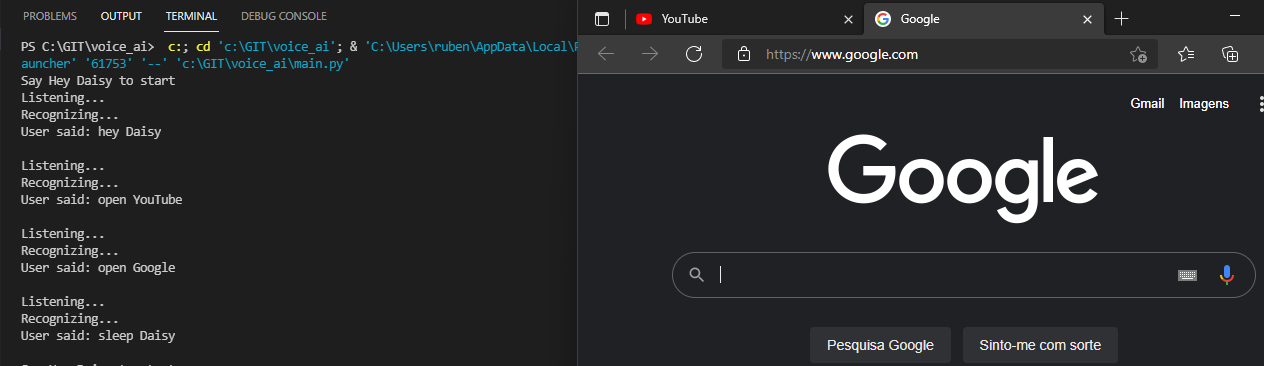 PROBLEMS OUTPUT TERMINAL DEBUG CONSOLE
PS C:\GIT\voice_ai> c:; cd 'c:\GIT\voice_ai'; & 'C:\Users\ruben\AppData\Local\
auncher' '61753' '--' 'c:\GIT\voice_ai\main.py'
Say Hey Daisy to start
Listening...
Recognizing...
User said: hey Daisy
Listening...
Recognizing...
User said: open YouTube
Listening...
Recognizing...
User said: open Google
Listening...
Recognizing...
User said: sleep Daisy
YouTube
Google
https://www.google.com
Gmail Imagens
Google
Pesquisa Google Sinto-me com sorte